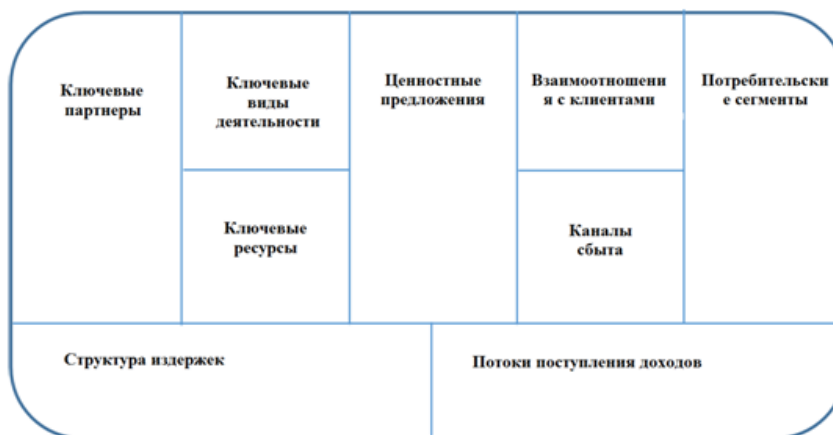 Ключевые
партнеры
Ключевые
виды
деятельности
Ключевые
ресурсы
Ценностные
предложения
Взаимоотношени
я с клиентами
Каналы
сбыта
Потребительски
е сегменты
Структура издержек
Потоки поступления доходов